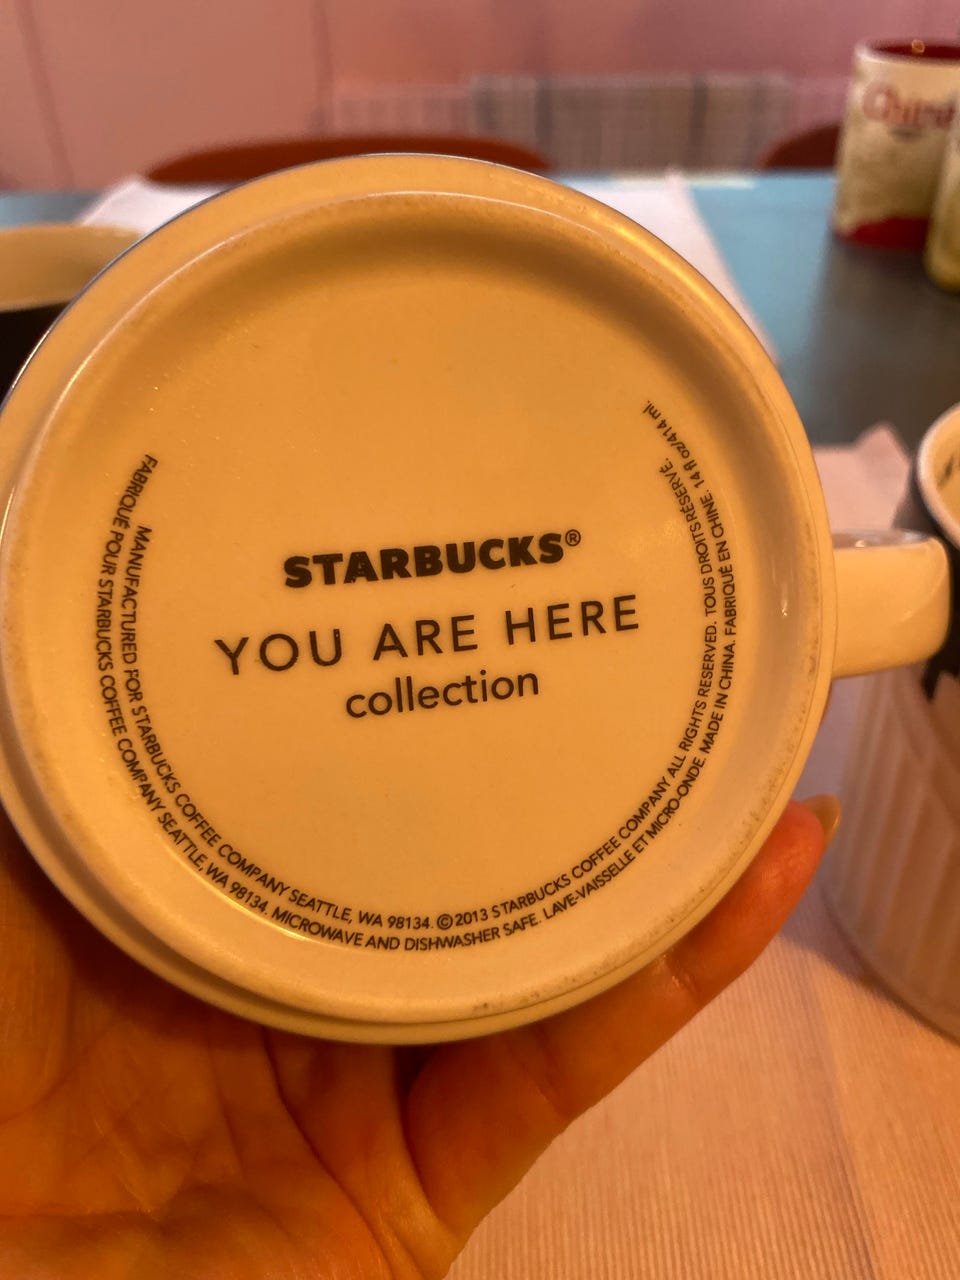 STARBUCKS®
YOU ARE HERE
collection
MANUFACTURED FOR STARBUCKS COFFEE COMPANY SEATTLE, WA 98134. ©2013 STARBUCKS COFFEE COMPANY ALL RIGHTS RESERVED. TOUS DROITS RÉSERVÉ.
FABRIQUÉ POUR STARBUCKS COFFEE COMPANY SEATTLE, WA 98134. MICROWAVE AND DISHWASHER SAFE. LAVE-VAISSELLE ET MICRO-ONDE. MADE IN CHINA. FABRIQUÉ EN CHINE. 14 fl oz/414 ml.